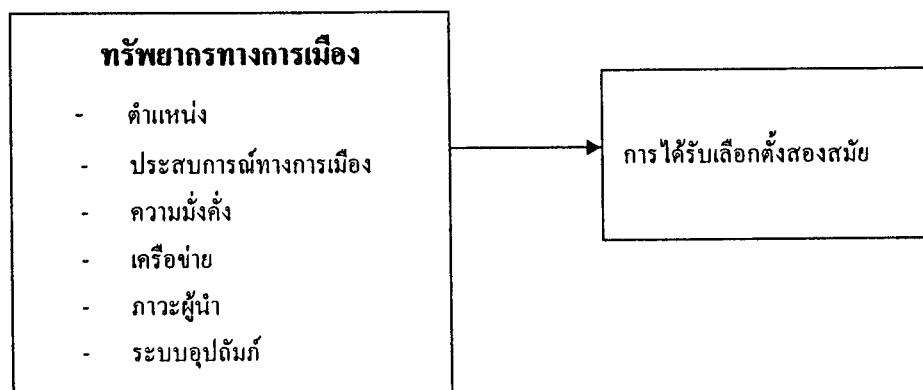 ทรัพยากรทางการเมือง
- ตำแหน่ง
- ประสบการณ์ทางการเมือง
- ความมั่งคั่ง
- เครือข่าย
- ภาวะผู้นำ
- ระบบอุปถัมภ์
การได้รับเลือกตั้งสองสมัย